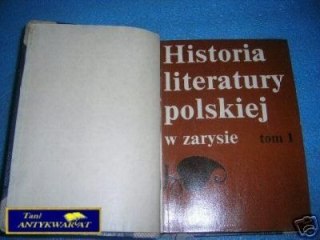 Historia
literatury
polskiej
w zarysie tom 1
Tani
ANTYKWARIAT